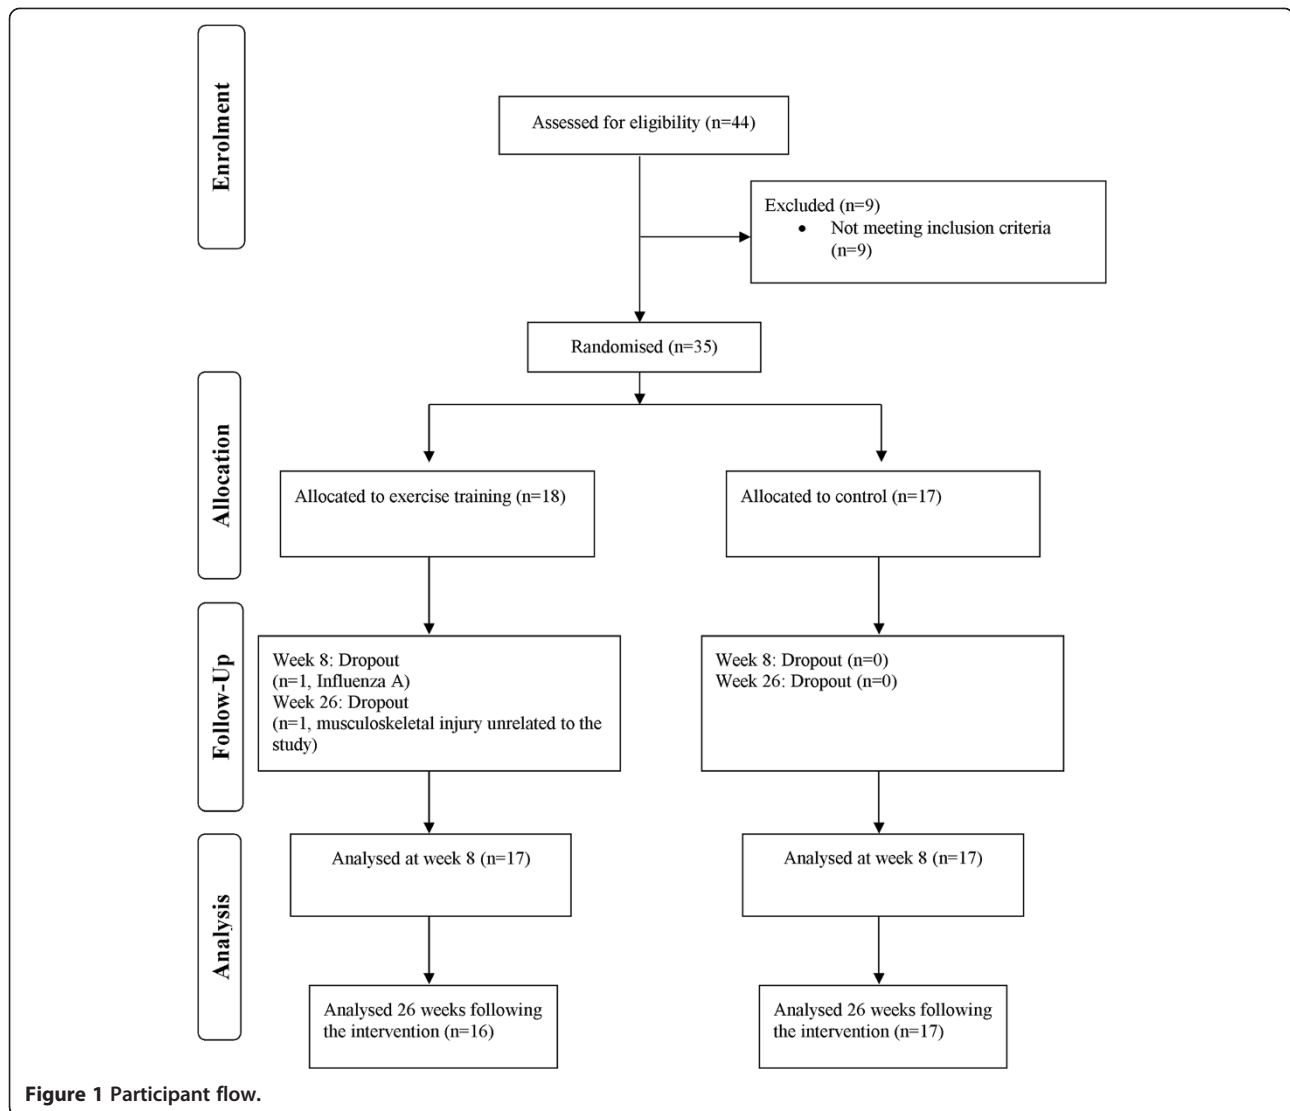 Enrolment
Assessed for eligibility (n=44)
Excluded (n=9)
• Not meeting inclusion criteria
(n=9)
Randomised (n=35)
Allocation
Allocated to exercise training (n=18)
Allocated to control (n=17)
Follow-Up
Week 8: Dropout
(n=1, Influenza A)
Week 26: Dropout
(n=1, musculoskeletal injury unrelated to the
study)
Week 8: Dropout (n=0)
Week 26: Dropout (n=0)
Analysis
Analysed at week 8 (n=17)
Analysed at week 8 (n=17)
Analysed 26 weeks following
the intervention (n=16)
Analysed 26 weeks following
the intervention (n=17)
Figure 1 Participant flow.